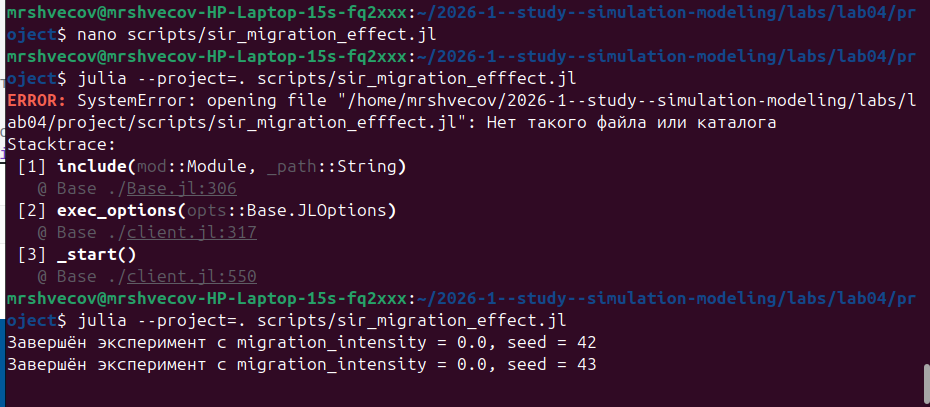 mrshvecov@mrshvecov-HP-Laptop-15s-fq2xxx:~/2026-1--study--simulation-modeling/labs/lab04/pr
oject$ nano scripts/sir_migration_effect.jl
mrshvecov@mrshvecov-HP-Laptop-15s-fq2xxx:~/2026-1--study--simulation-modeling/labs/lab04/pr
oject$ julia --project=. scripts/sir_migration_efffect.jl
ERROR: SystemError: opening file "/home/mrshvecov/2026-1--study--simulation-modeling/labs/l
ab04/project/scripts/sir_migration_efffect.jl": Нет такого файла или каталога
Stacktrace:
 [1] include(mod::Module, _path::String)
   @ Base ./Base.jl:306
 [2] exec_options(opts::Base.JLOptions)
   @ Base ./client.jl:317
 [3] _start()
   @ Base ./client.jl:550
mrshvecov@mrshvecov-HP-Laptop-15s-fq2xxx:~/2026-1--study--simulation-modeling/labs/lab04/pr
oject$ julia --project=. scripts/sir_migration_effect.jl
Завершён эксперимент с migration_intensity = 0.0, seed = 42
Завершён эксперимент с migration_intensity = 0.0, seed = 43